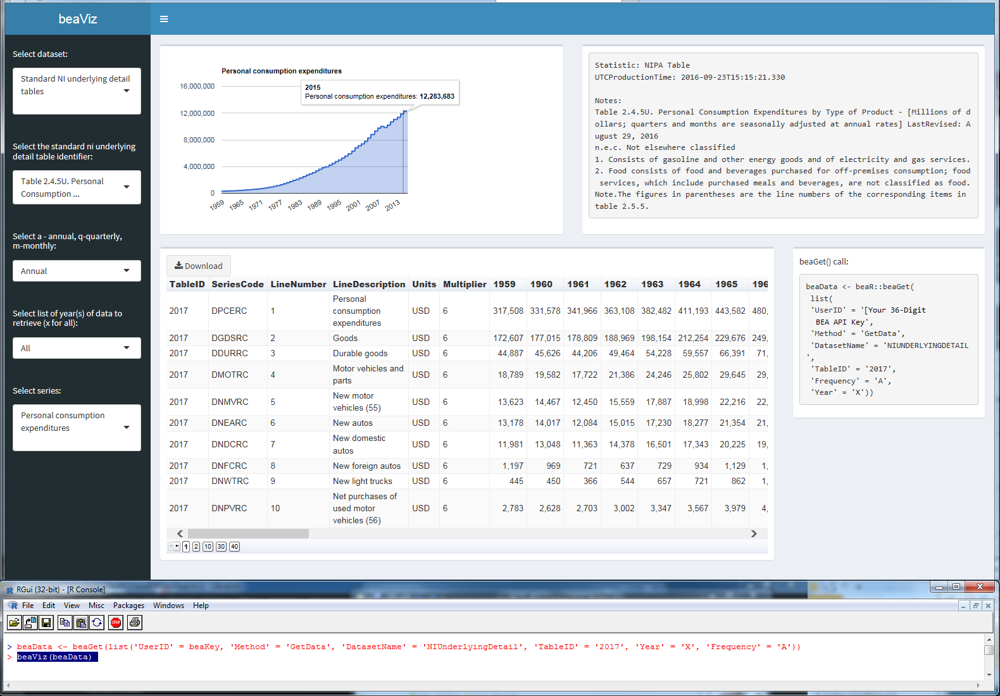 beaViz
Select dataset:
Standard NI underlying detail
tables
Select the standard ni underlying
detail table identifier:
Table 2.4.5U. Personal
Consumption ...
Select a - annual, q-quarterly,
m-monthly:
Annual
Select list of year(s) of data to
retrieve (x for all):
All
Select series:
Personal consumption
expenditures
Personal consumption expenditures
16,000,000
12,000,000
8,000,000
4,000,000
0
2015
Personal consumption expenditures: 12,283,683
1959 1965 1971 1977 1983 1989 1995 2001 2007 2013
Statistic: NIPA Table
UTCProductionTime: 2016-09-23T15:15:21.330
Notes:
Table 2.4.5U. Personal Consumption Expenditures by Type of Product - [Millions of d
ollars; quarters and months are seasonally adjusted at annual rates] LastRevised: A
ugust 29, 2016
n.e.c. Not elsewhere classified
1. Consists of gasoline and other energy goods and of electricity and gas services.
2. Food consists of food and beverages purchased for off-premises consumption; food
services, which include purchased meals and beverages, are not classified as food.
Note.The figures in parentheses are the line numbers of the corresponding items in
table 2.5.5.
Download
TableID SeriesCode LineNumber LineDescription Units Multiplier 1959 1960 1961 1962 1963 1964 1965 196
2017 DPCERC 1 Personal consumption expenditures USD 6 317,508 331,578 341,966 363,108 382,482 411,193 443,582 480,
2017 DGDSRC 2 Goods USD 6 172,607 177,015 178,809 188,969 198,154 212,254 229,676 249,
2017 DDURRC 3 Durable goods USD 6 44,887 45,626 44,206 49,464 54,228 59,557 66,391 71,
2017 DMOTRC 4 Motor vehicles and parts USD 6 18,789 19,582 17,722 21,386 24,246 25,802 29,645 29,
2017 DNMVRC 5 New motor vehicles (55) USD 6 13,623 14,467 12,450 15,559 17,887 18,998 22,216 22,
2017 DNEARC 6 New autos USD 6 13,178 14,017 12,084 15,015 17,230 18,277 21,354 21,
2017 DNDCRC 7 New domestic autos USD 6 11,981 13,048 11,363 14,378 16,501 17,343 20,225 19,
2017 DNFCRC 8 New foreign autos USD 6 1,197 969 721 637 729 934 1,129 1,
2017 DNWTRC 9 New light trucks USD 6 445 450 366 544 657 721 862 1,
2017 DNPVRC 10 Net purchases of used motor vehicles (56) USD 6 2,783 2,628 2,703 3,002 3,347 3,567 3,979 4,
1 2 10 30 40
beaGet() call:
beaData <- beaR::beaGet(
list(
'UserID' = '[Your 36-Digit
BEA API Key',
'Method' = 'GetData',
'DatasetName' = 'NIUNDERLYINGDETAIL
',
'TableID' = '2017',
'Frequency' = 'A',
'Year' = 'X'))
RGui (32-bit) - [R Console]
File Edit View Misc Packages Windows Help
STOP
> beaData <- beaGet(list('UserID' = beaKey, 'Method' = 'GetData', 'DatasetName' = 'NIUnderlyingDetail', 'TableID' = '2017', 'Year' = 'X', 'Frequency' = 'A'))
> beaViz(beaData)